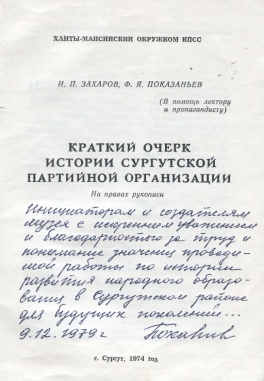 ХАНТЫ-МАНСИЙСКИЙ ОКРУЖКОМ КПСС
И. П. ЗАХАРОВ, Ф. Я. ПОКАЗАНЬЕВ
(В помощь лектору
и пропагандисту)
КРАТКИЙ ОЧЕРК
ИСТОРИИ СУРГУТСКОЙ
ПАРТИЙНОЙ ОРГАНИЗАЦИИ
На правах рукописи
Инициаторам и создателям
музея с искренним уважением
и благодарностью за труд и
понимание значения проводи-
мой работы по истории
развития народного образо-
вания в Сургутском районе
для будущих поколений...
9.12.1979 г
г. Сургут, 1974 год